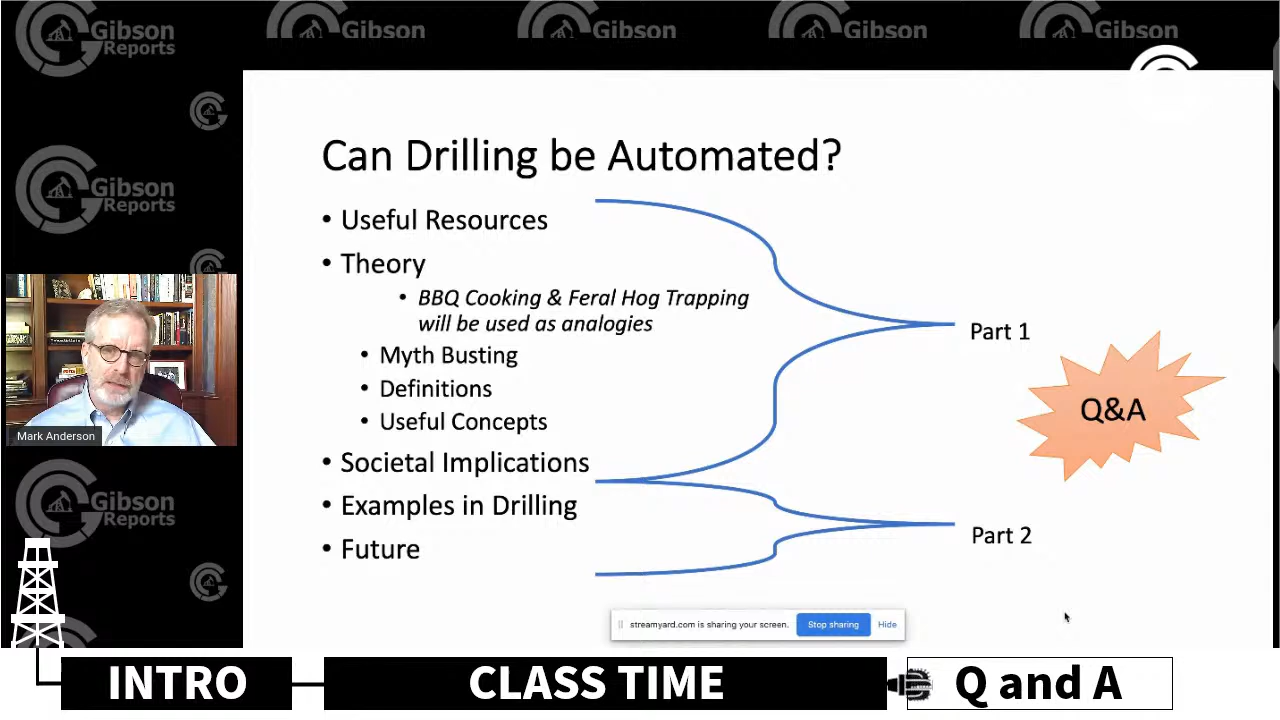 Gibson
Reports
Gibson
Gibson
Gibson
Gibson
Gibson
Reports
Gibson
Reports
Can Drilling be Automated?
• Useful Resources
• Theory
• BBQ Cooking & Feral Hog Trapping
will be used as analogies
• Myth Busting
• Definitions
• Useful Concepts
• Societal Implications
• Examples in Drilling
• Future
Part 1
Q&A
Part 2
Mark Anderson
streamyard.com is sharing your screen.
Stop sharing
Hide
INTRO
CLASS TIME
Q and A